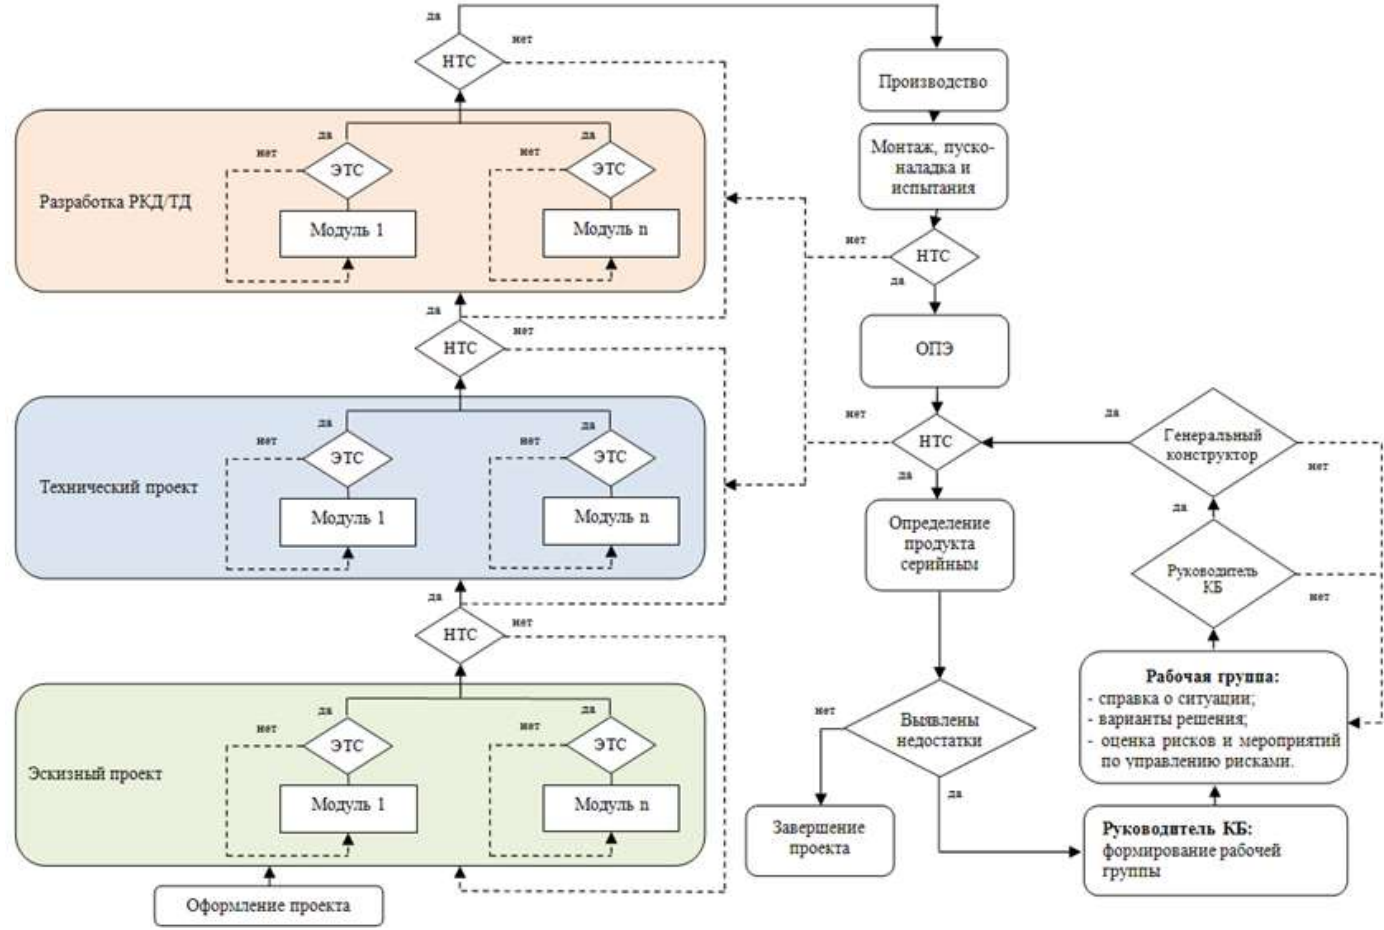 да
нет
НТС
да
нет
ЭТС
да
нет
ЭТС
Разработка РКД/ТД
Модуль 1
Модуль n
да
нет
НТС
да
нет
ЭТС
да
нет
ЭТС
Технический проект
Модуль 1
Модуль n
да
нет
НТС
да
нет
ЭТС
да
нет
ЭТС
Эскизный проект
Модуль 1
Модуль n
Оформление проекта
Производство
Монтаж, пуско-
наладка и
испытания
нет
НТС
да
ОПЭ
нет
НТС
да
Определение
продукта
серийным
нет
Выявлены
недостатки
да
Завершение
проекта
да
Генеральный
конструктор
нет
да
Руководитель
КБ
нет
Рабочая группа:
- справка о ситуации;
- варианты решения;
- оценка рисков и мероприятий
по управлению рисками.
Руководитель КБ:
формирование рабочей
группы